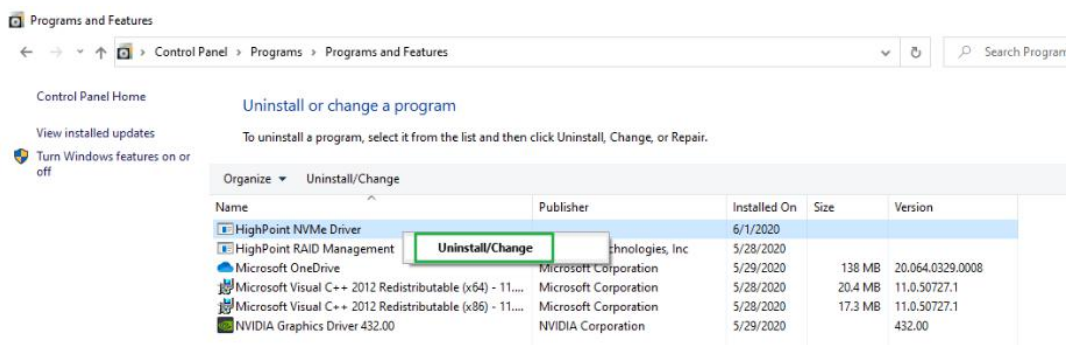 Programs and Features
Control Panel > Programs > Programs and Features
Search Program
Control Panel Home
Uninstall or change a program
View installed updates
To uninstall a program, select it from the list and then click Uninstall, Change, or Repair.
Turn Windows features on or
off
Organize Uninstall/Change
Name Publisher Installed On Size Version
HighPoint NVMe Driver 6/1/2020
HighPoint RAID Management Uninstall/Change chnologies, Inc 5/28/2020
Microsoft OneDrive Microsoft Corporation 5/29/2020 138 MB 20.064.0329.0008
Microsoft Visual C++ 2012 Redistributable (x64) - 11.... Microsoft Corporation 5/28/2020 20.4 MB 11.0.50727.1
Microsoft Visual C++ 2012 Redistributable (x86) - 11.... Microsoft Corporation 5/28/2020 17.3 MB 11.0.50727.1
NVIDIA Graphics Driver 432.00 NVIDIA Corporation 5/29/2020 432.00